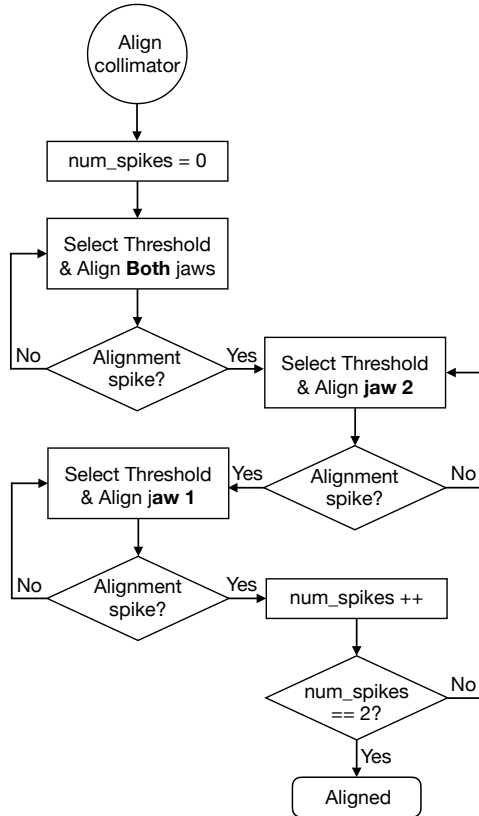 Align
collimator
num_spikes = 0
Select Threshold
& Align Both jaws
No
Alignment
spike?
Yes
Select Threshold
& Align jaw 2
Select Threshold
& Align jaw 1
Yes
Alignment
spike?
No
No
Alignment
spike?
Yes
num_spikes ++
num_spikes
== 2?
No
Yes
Aligned